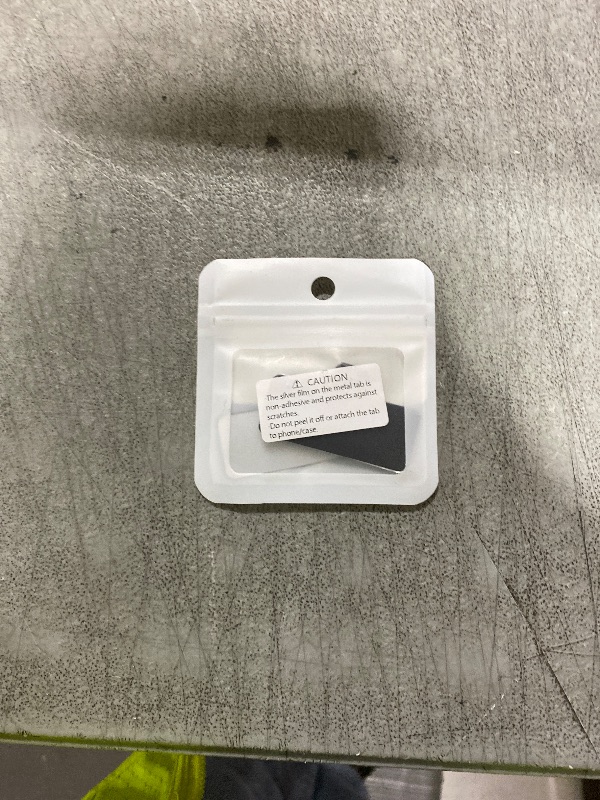 ⚠ CAUTION
The silver film on the metal tab is
non-adhesive and protects against
scratches.
·Do not peel it off or attach the tab
to phone/case.